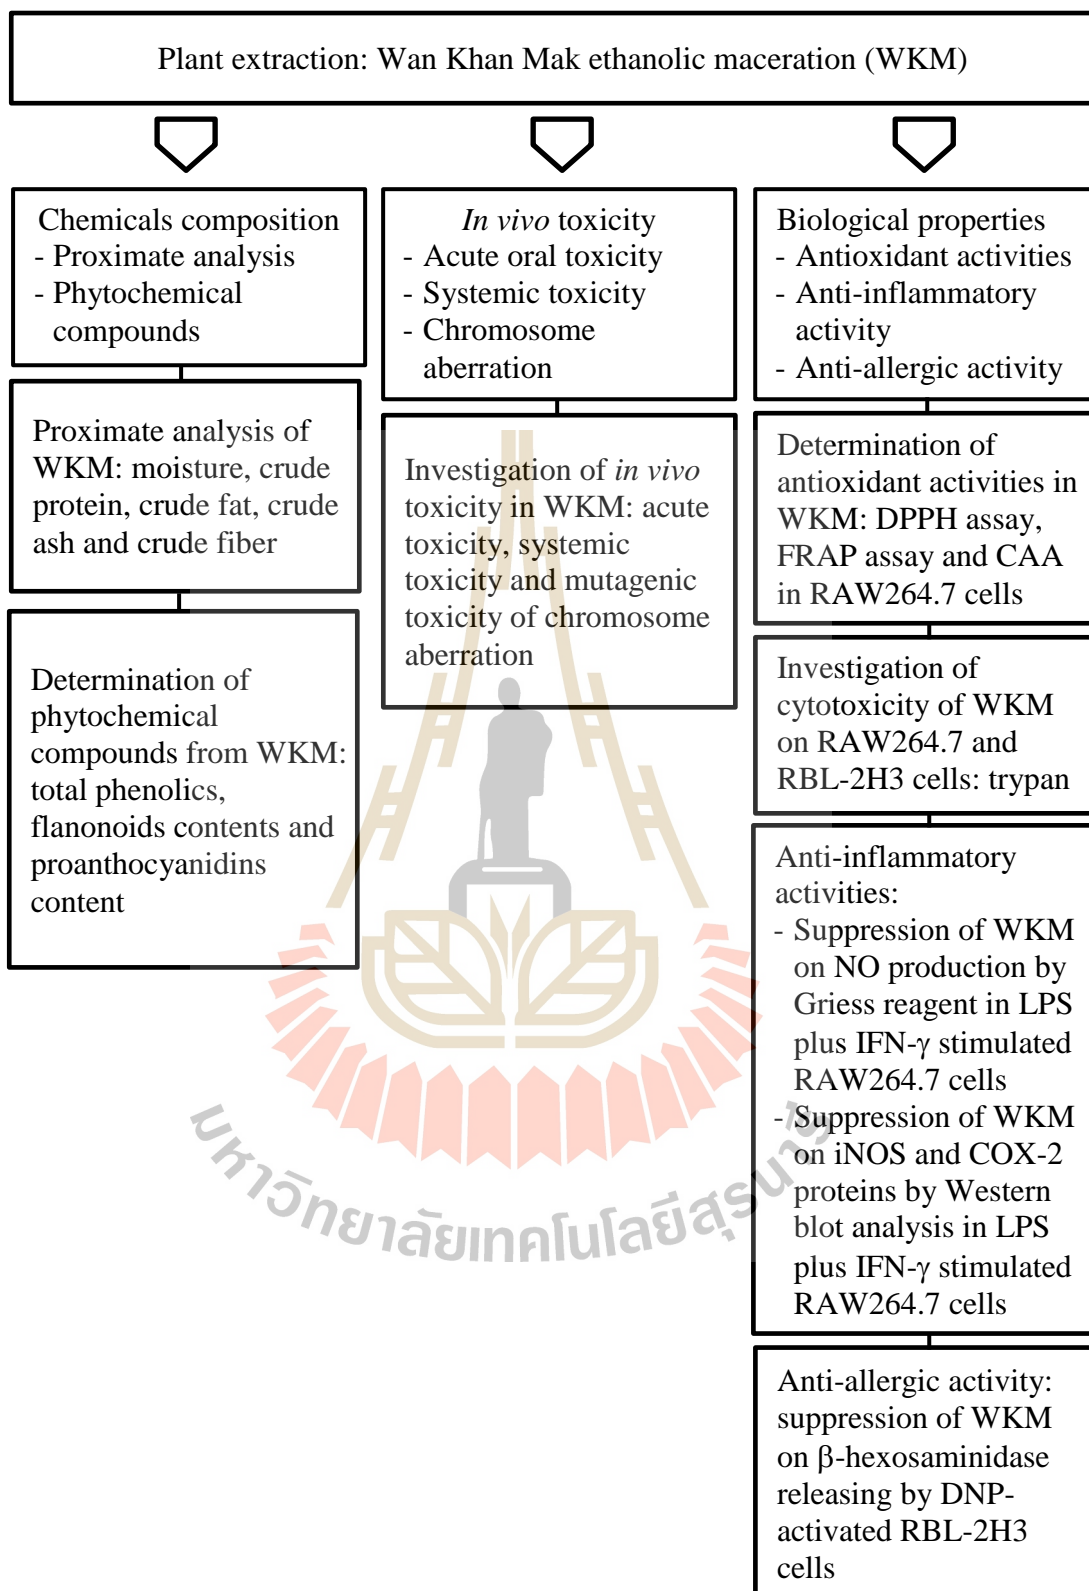 Plant extraction: Wan Khan Mak ethanolic maceration (WKM)
Chemicals composition
- Proximate analysis
- Phytochemical
compounds
Proximate analysis of
WKM: moisture, crude
protein, crude fat, crude
ash and crude fiber
Determination of
phytochemical
compounds from WKM:
total phenolics,
flanonoids contents and
proanthocyanidins
content
In vivo toxicity
- Acute oral toxicity
- Systemic toxicity
- Chromosome
aberration
Investigation of in vivo
toxicity in WKM: acute
toxicity, systemic
toxicity and mutagenic
toxicity of chromosome
aberration
Biological properties
- Antioxidant activities
- Anti-inflammatory
activity
- Anti-allergic activity
Determination of
antioxidant activities in
WKM: DPPH assay,
FRAP assay and CAA
in RAW264.7 cells
Investigation of
cytotoxicity of WKM
on RAW264.7 and
RBL-2H3 cells: trypan
Anti-inflammatory
activities:
- Suppression of WKM
on NO production by
Griess reagent in LPS
plus IFN-γ stimulated
RAW264.7 cells
- Suppression of WKM
on iNOS and COX-2
proteins by Western
blot analysis in LPS
plus IFN-γ stimulated
RAW264.7 cells
Anti-allergic activity:
suppression of WKM
on β-hexosaminidase
releasing by DNP-
activated RBL-2H3
cells
มหาวิทยาลัยเทคโนโลยีสุรนารี